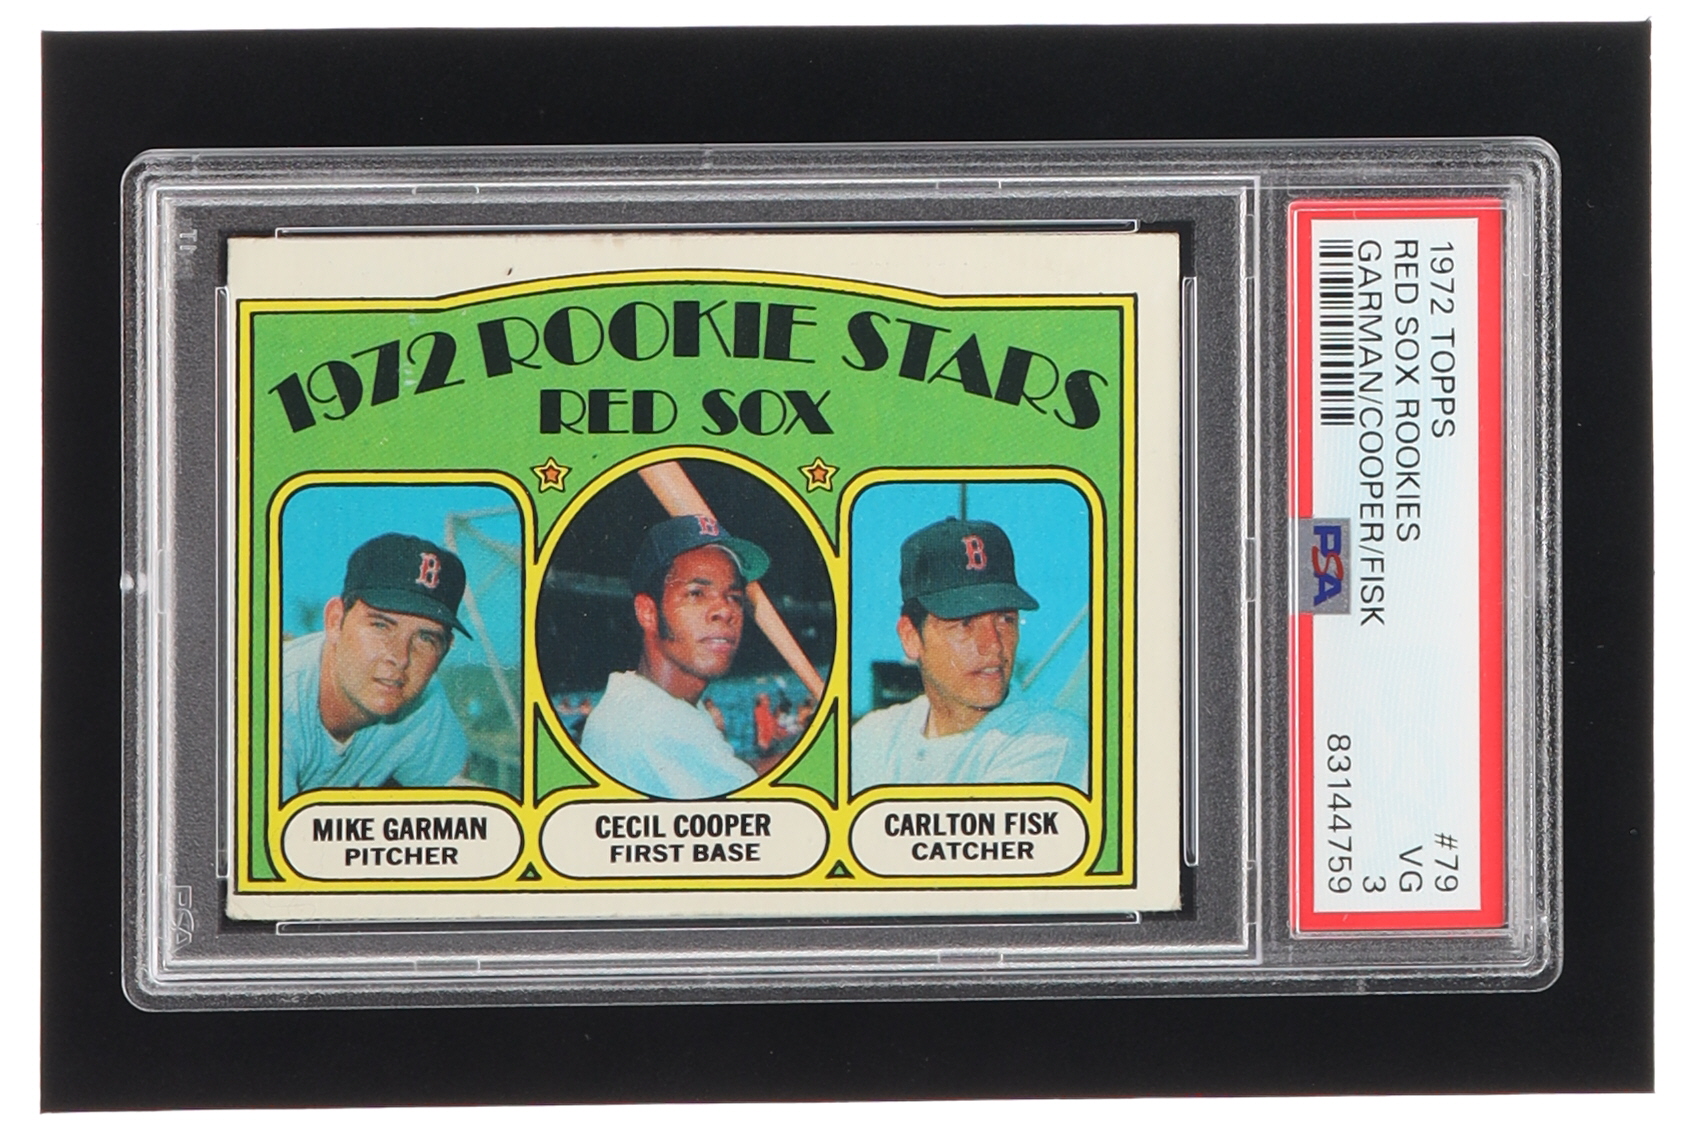 1972 ROOKIE STARS
RED SOX
B
B
B
MIKE GARMAN
PITCHER
CECIL COOPER
FIRST BASE
CARLTON FISK
CATCHER
1972 TOPPS #79
RED SOX ROOKIES VG
GARMAN/COOPER/FISK 3
83144759
PSA
PSA